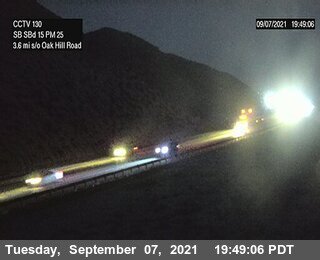 CCTV 130
09/07/2021 19:49:06
SB SBd 15 PM 25
3.6 mi s/o Oak Hill Road
Tuesday, September 07, 2021 19:49:06 PDT